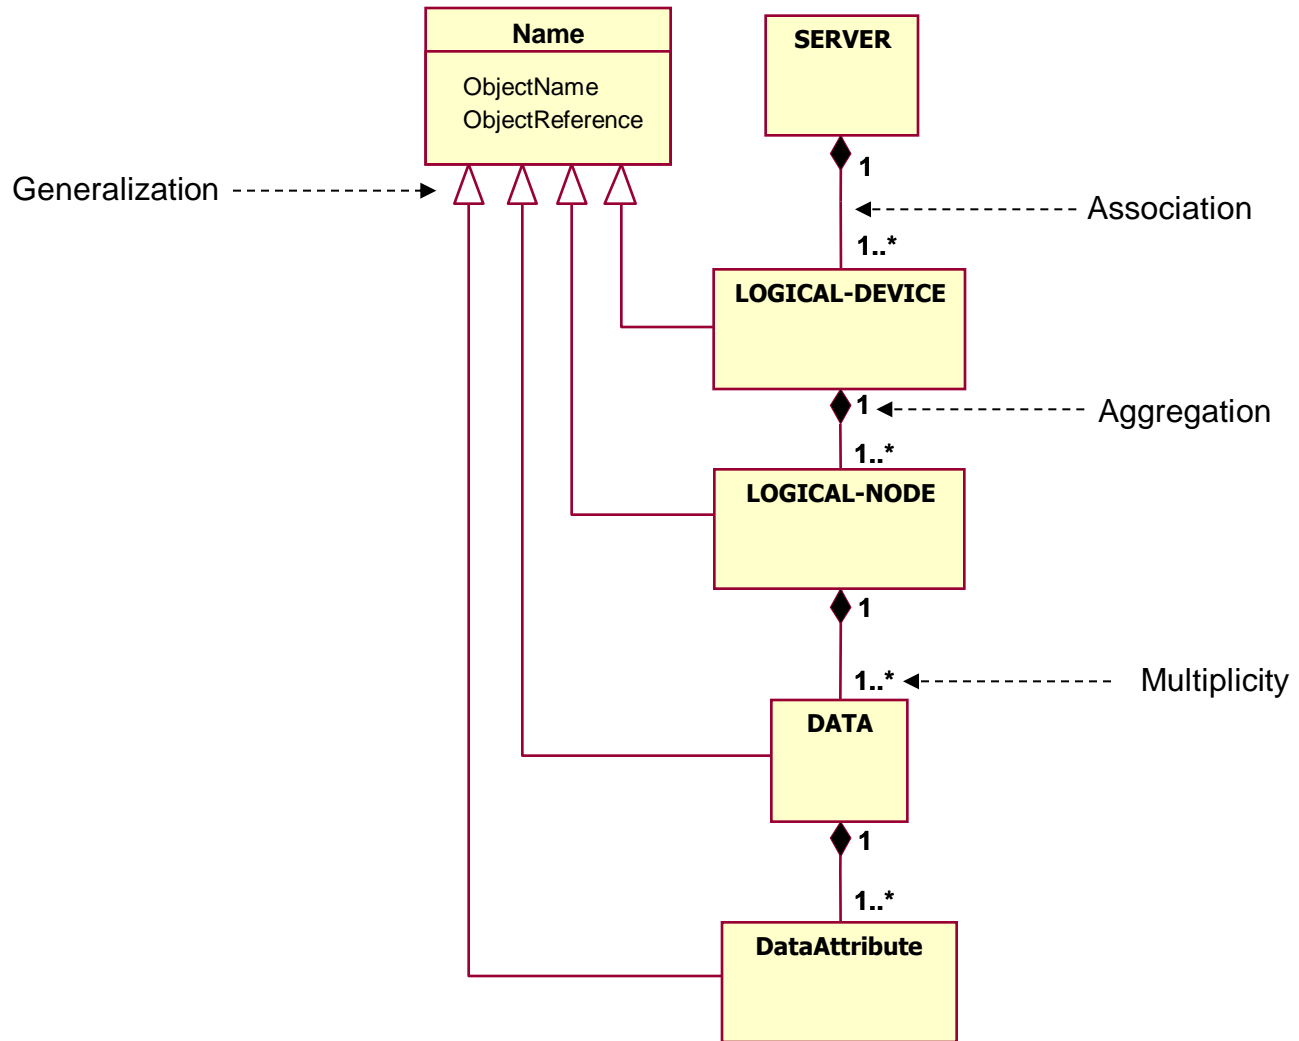 Name
ObjectName
ObjectReference
SERVER
1
Generalization
Association
1..*
LOGICAL-DEVICE
1
Aggregation
1..*
LOGICAL-NODE
1
1..*
Multiplicity
DATA
1
1..*
DataAttribute